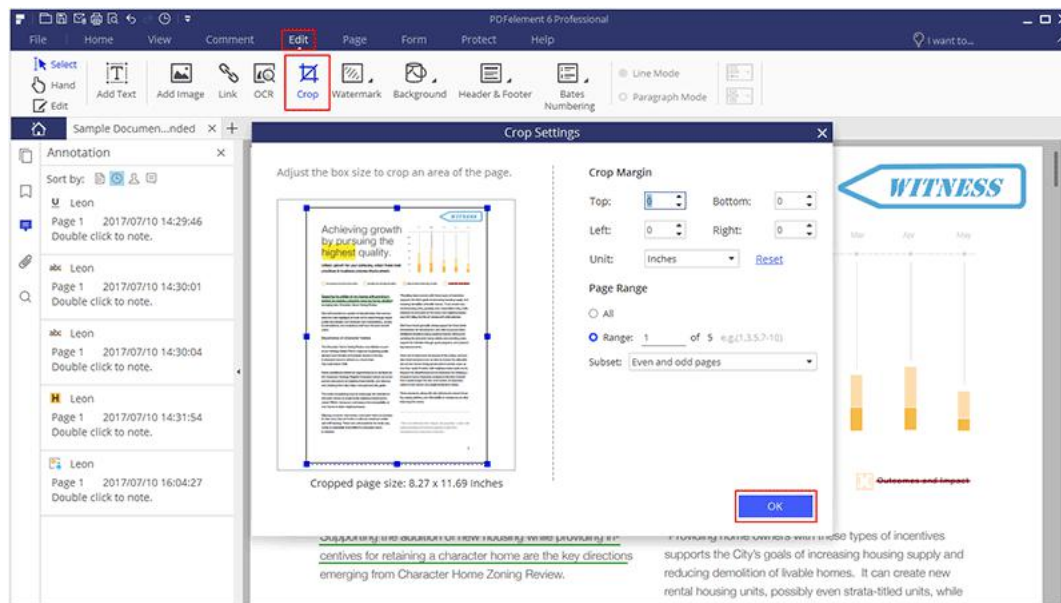 PDFelement 6 Professional
File Home View Comment Edit Page Form Protect Help I want to...
Select
Hand
Edit
Add Text Add Image Link OCR Crop Watermark Background Header & Footer Bates Numbering
Line Mode
Paragraph Mode
Sample Documen...nded
Annotation
Sort by:
U Leon
Page 1 2017/07/10 14:29:46
Double click to note.
abc Leon
Page 1 2017/07/10 14:30:01
Double click to note.
abc Leon
Page 1 2017/07/10 14:30:04
Double click to note.
H Leon
Page 1 2017/07/10 14:31:54
Double click to note.
Leon
Page 1 2017/07/10 16:04:27
Double click to note.
Crop Settings
Adjust the box size to crop an area of the page.
WITNESS
Achieving growth
by pursuing the
highest quality.
Cropped page size: 8.27 x 11.69 Inches
Crop Margin
Top: 0 Bottom: 0
Left: 0 Right: 0
Unit: Inches Reset
Page Range
All
Range: 1 of 5 e.g.(1,3,5,7-10)
Subset: Even and odd pages
OK
WITNESS
Mar Apr May
Outcomes and Impact
Supporting the addition of new housing while providing in-
centives for retaining a character home are the key directions
emerging from Character Home Zoning Review.
Providing home owners with these types of incentives
supports the City's goals of increasing housing supply and
reducing demolition of livable homes. It can create new
rental housing units, possibly even strata-titled units, while